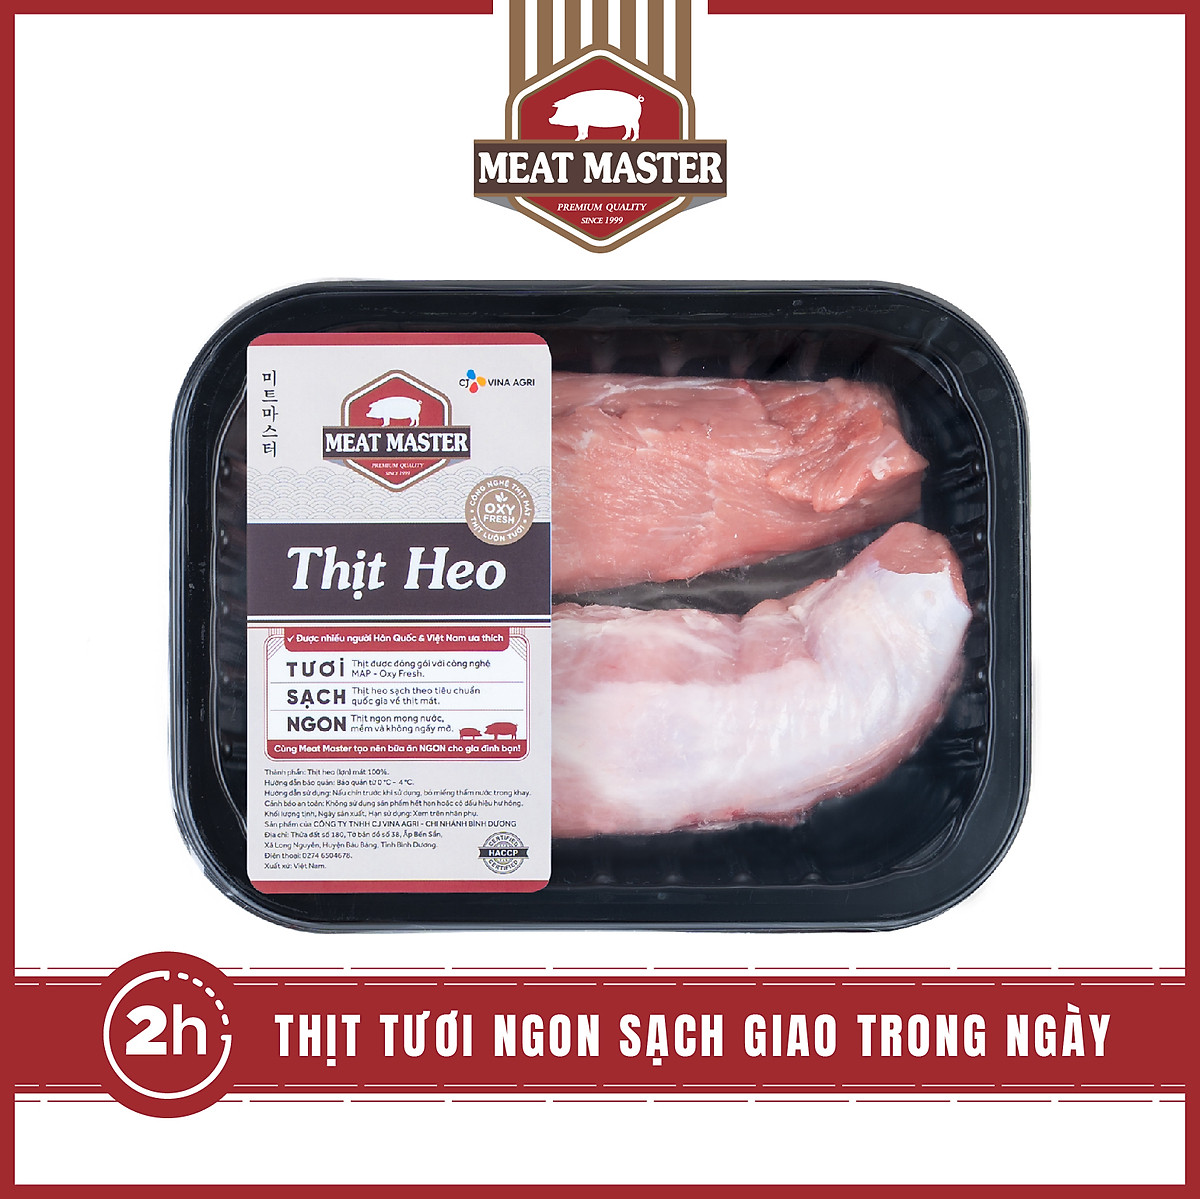 MEAT MASTER
PREMIUM QUALITY
SINCE 1999
미트마스터
CJ VINA AGRI
MEAT MASTER
PREMIUM QUALITY
SINCE 1999
CÔNG NGHỆ THỊT MÁT
OXY
FRESH
THỊT LUÔN TƯƠI
Thịt Heo
✓ Được nhiều người Hàn Quốc & Việt Nam ưa thích
TƯƠI Thịt được đóng gói với công nghệ
MAP - Oxy Fresh.
SẠCH Thịt heo sạch theo tiêu chuẩn
quốc gia về thịt mát.
NGON Thịt ngon mọng nước,
mềm và không ngấy mỡ.
Cùng Meat Master tạo nên bữa ăn NGON cho gia đình bạn!
Thành phần: Thịt heo (lợn) mát 100%.
Hướng dẫn bảo quản: Bảo quản từ 0 °C – 4 °C.
Hướng dẫn sử dụng: Nấu chín trước khi sử dụng, bỏ miếng thấm nước trong khay.
Cảnh báo an toàn: Không sử dụng sản phẩm hết hạn hoặc có dấu hiệu hư hỏng.
Khối lượng tịnh, Ngày sản xuất, Hạn sử dụng: Xem trên nhãn phụ.
Sản phẩm của CÔNG TY TNHH CJ VINA AGRI - CHI NHÁNH BÌNH DƯƠNG
Địa chỉ: Thửa đất số 180, Tờ bản đồ số 38, Ấp Bến Sắn,
Xã Long Nguyên, Huyện Bàu Bàng, Tỉnh Bình Dương.
Điện thoại: 0274 6504678.
Xuất xứ: Việt Nam.
CERTIFIED
HACCP
CERTIFIED
2h THỊT TƯƠI NGON SẠCH GIAO TRONG NGÀY